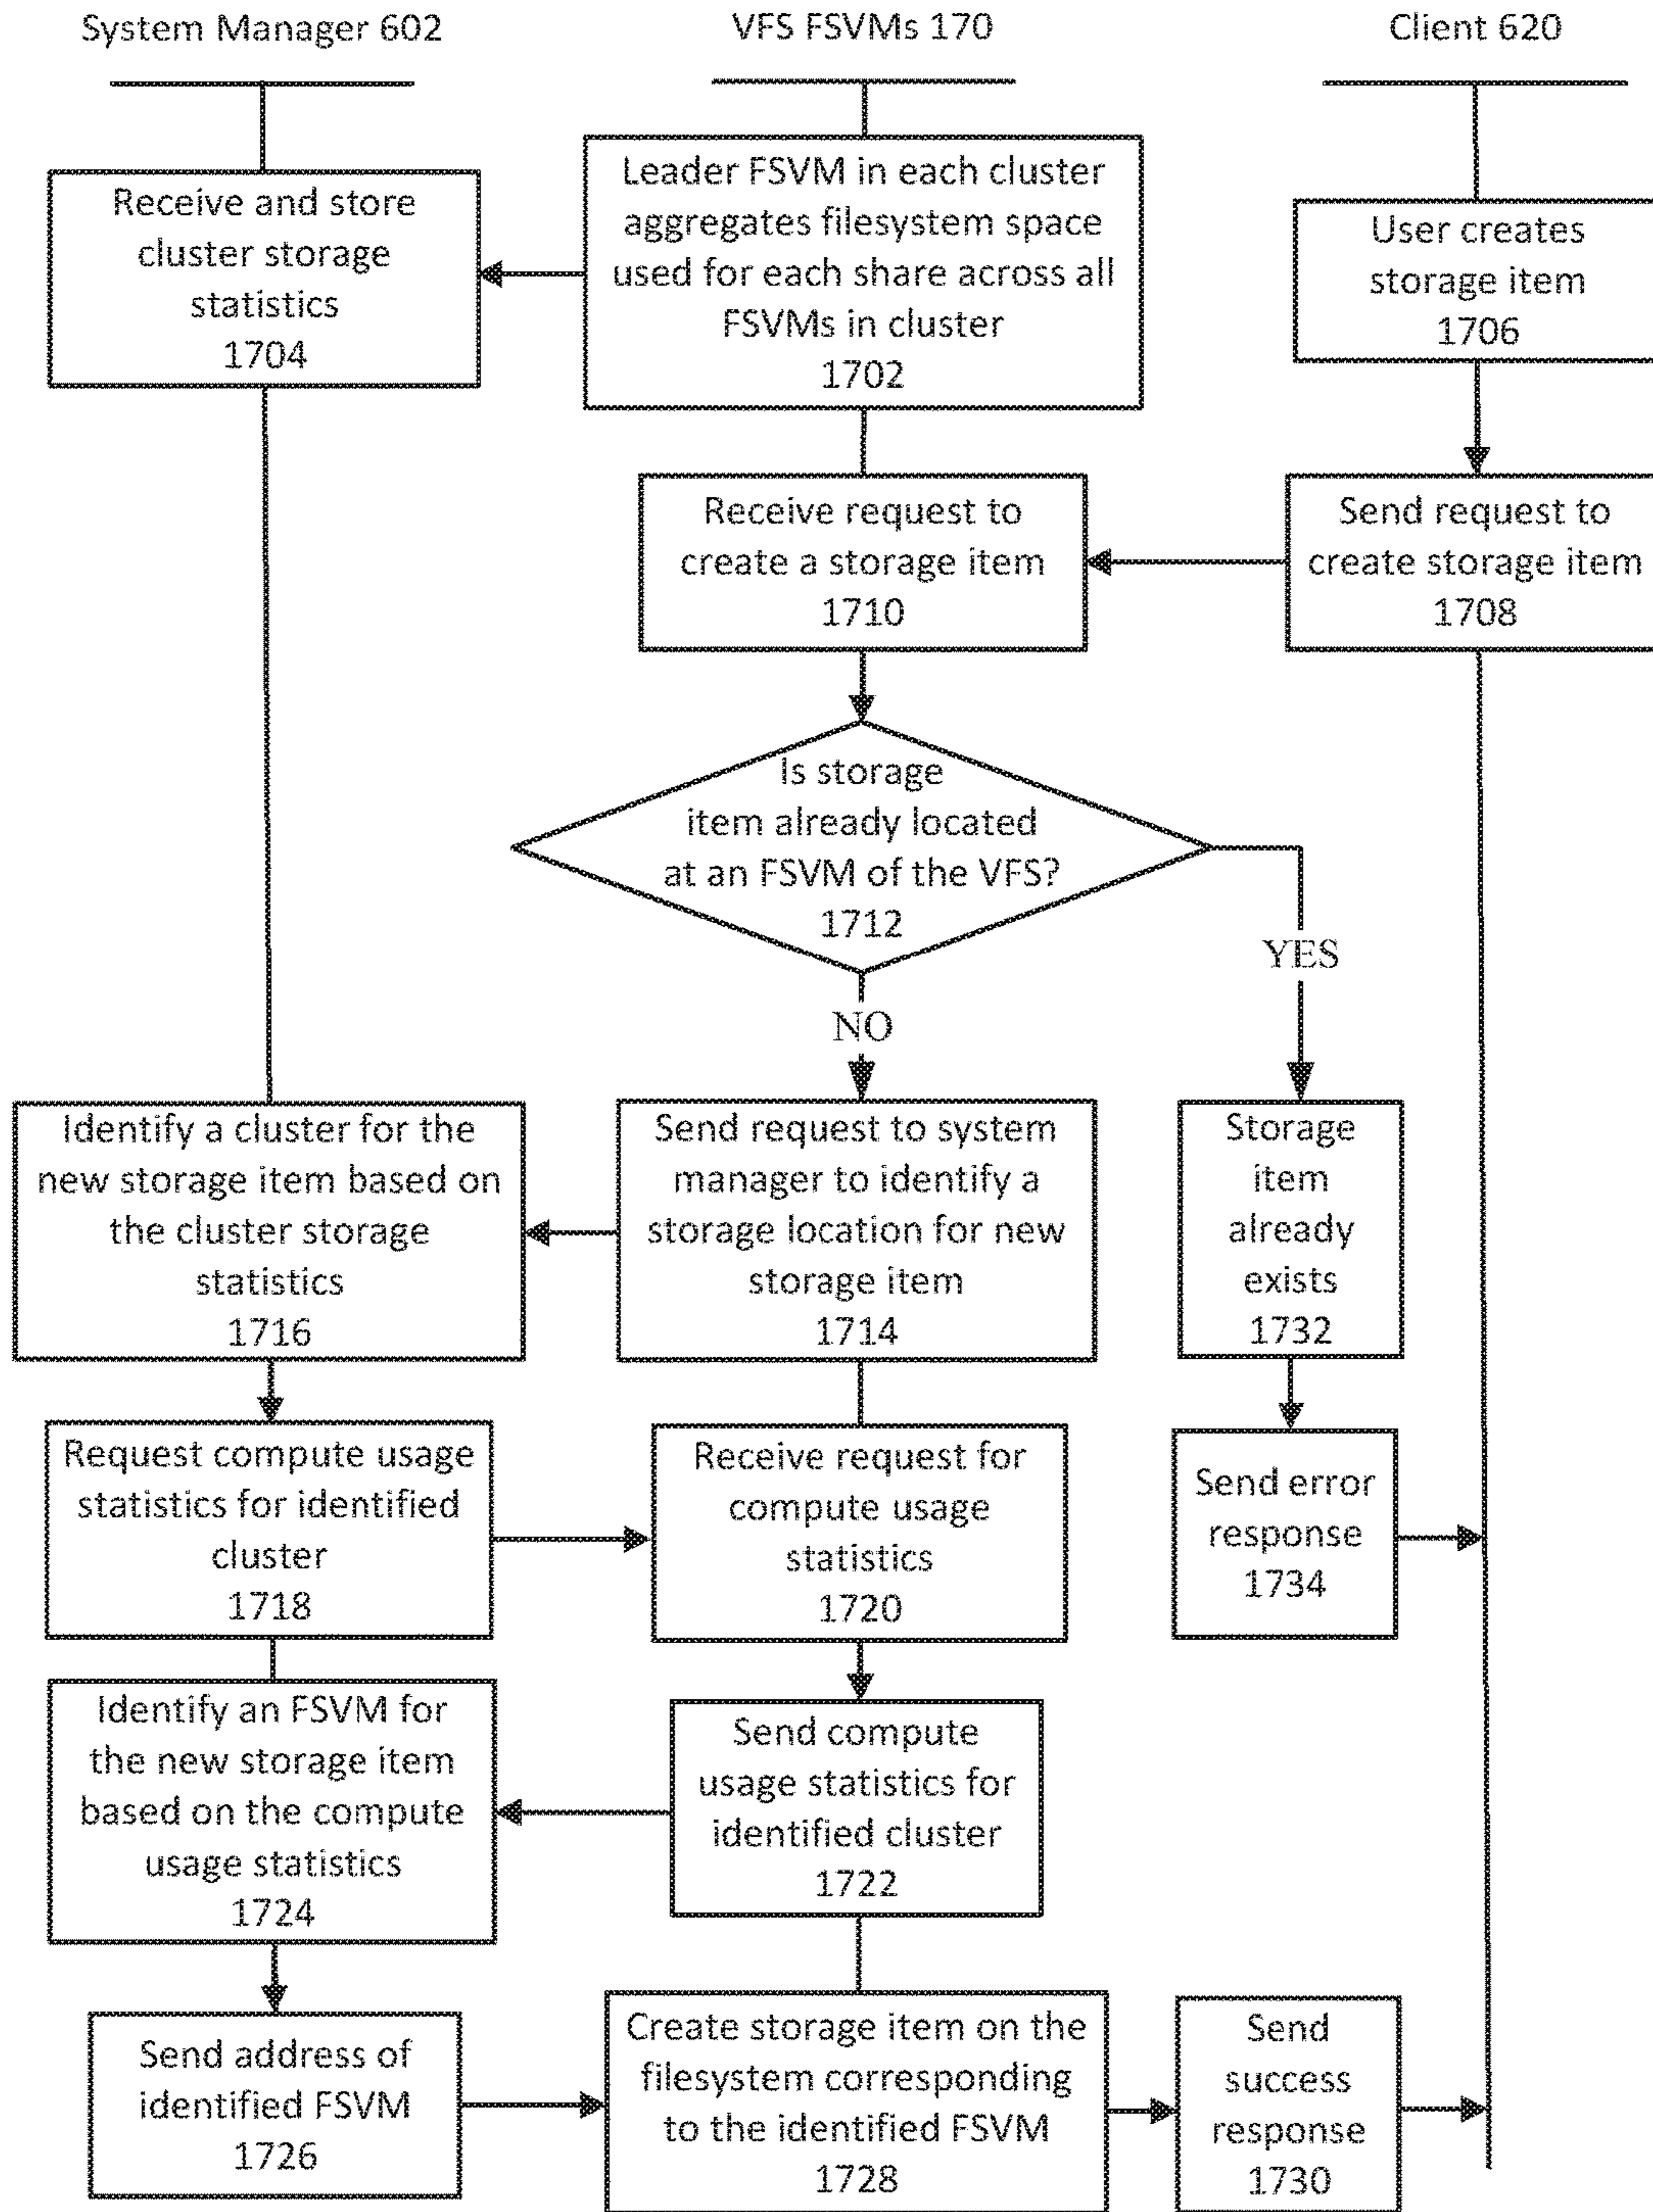 System Manager 602
VFS FSVMs 170
Client 620
Leader FSVM in each cluster
aggregates filesystem space
used for each share across all
FSVMs in cluster
1702
Receive and store
cluster storage
statistics
1704
User creates
storage item
1706
Send request to
create storage item
1708
Receive request to
create a storage item
1710
Is storage
item already located
at an FSVM of the VFS?
1712
YES
NO
Identify a cluster for the
new storage item based on
the cluster storage
statistics
1716
Send request to system
manager to identify a
storage location for new
storage item
1714
Storage
item
already
exists
1732
Request compute usage
statistics for identified
cluster
1718
Receive request for
compute usage
statistics
1720
Send error
response
1734
Identify an FSVM for
the new storage item
based on the compute
usage statistics
1724
Send compute
usage statistics for
identified cluster
1722
Send address of
identified FSVM
1726
Create storage item on the
filesystem corresponding
to the identified FSVM
1728
Send
success
response
1730